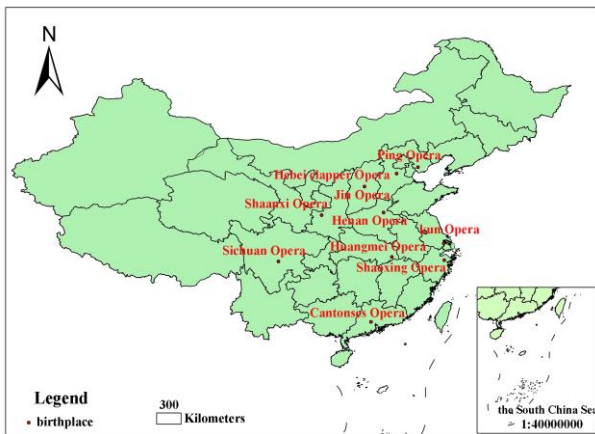 N
Ping Opera
Hebei clapper Opera
Jin Opera
Shaanxi Opera
Henan Opera
kun Opera
Huangmei Opera
Sichuan Opera
Shaoxing Opera
Cantonses Opera
Legend
birthplace
300
Kilometers
the South China Sea
1:40000000